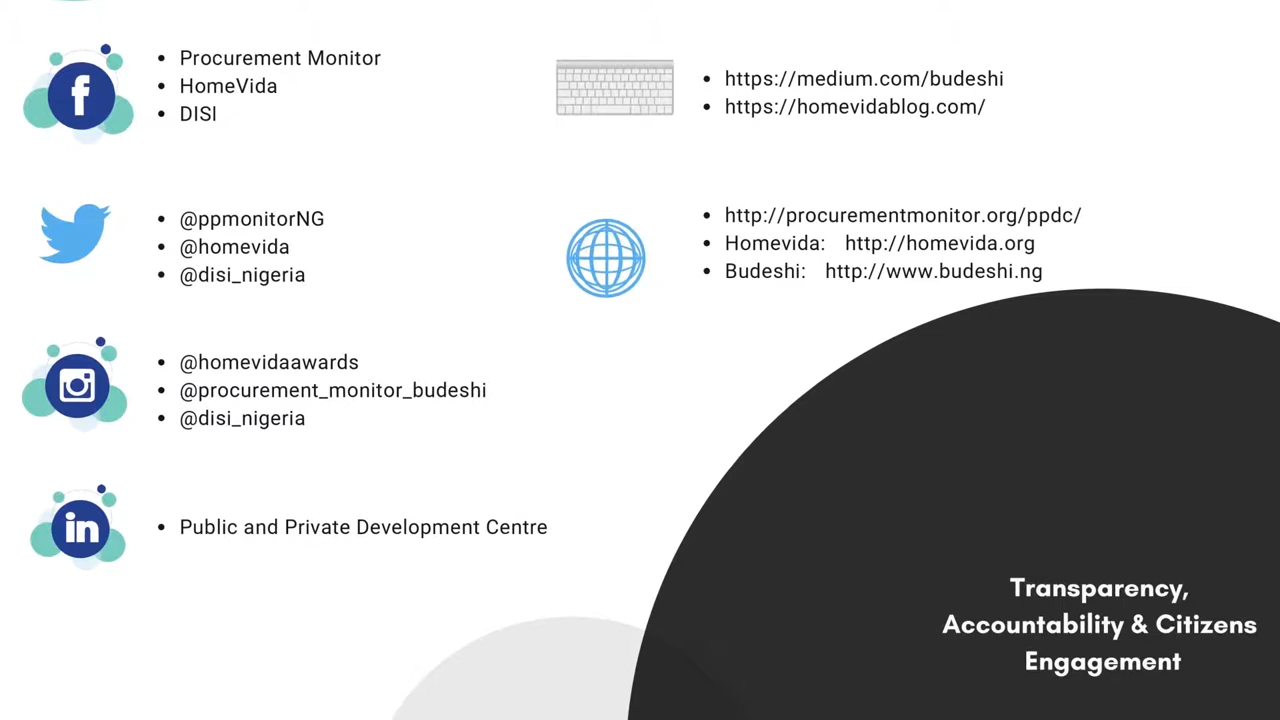 Procurement Monitor
HomeVida
DISI
@ppmonitorNG
@homevida
@disi_nigeria
@homevidaawards
@procurement_monitor_budeshi
@disi_nigeria
Public and Private Development Centre
https://medium.com/budeshi
https://homevidablog.com/
http://procurementmonitor.org/ppdc/
Homevida: http://homevida.org
Budeshi: http://www.budeshi.ng
Transparency,
Accountability & Citizens
Engagement